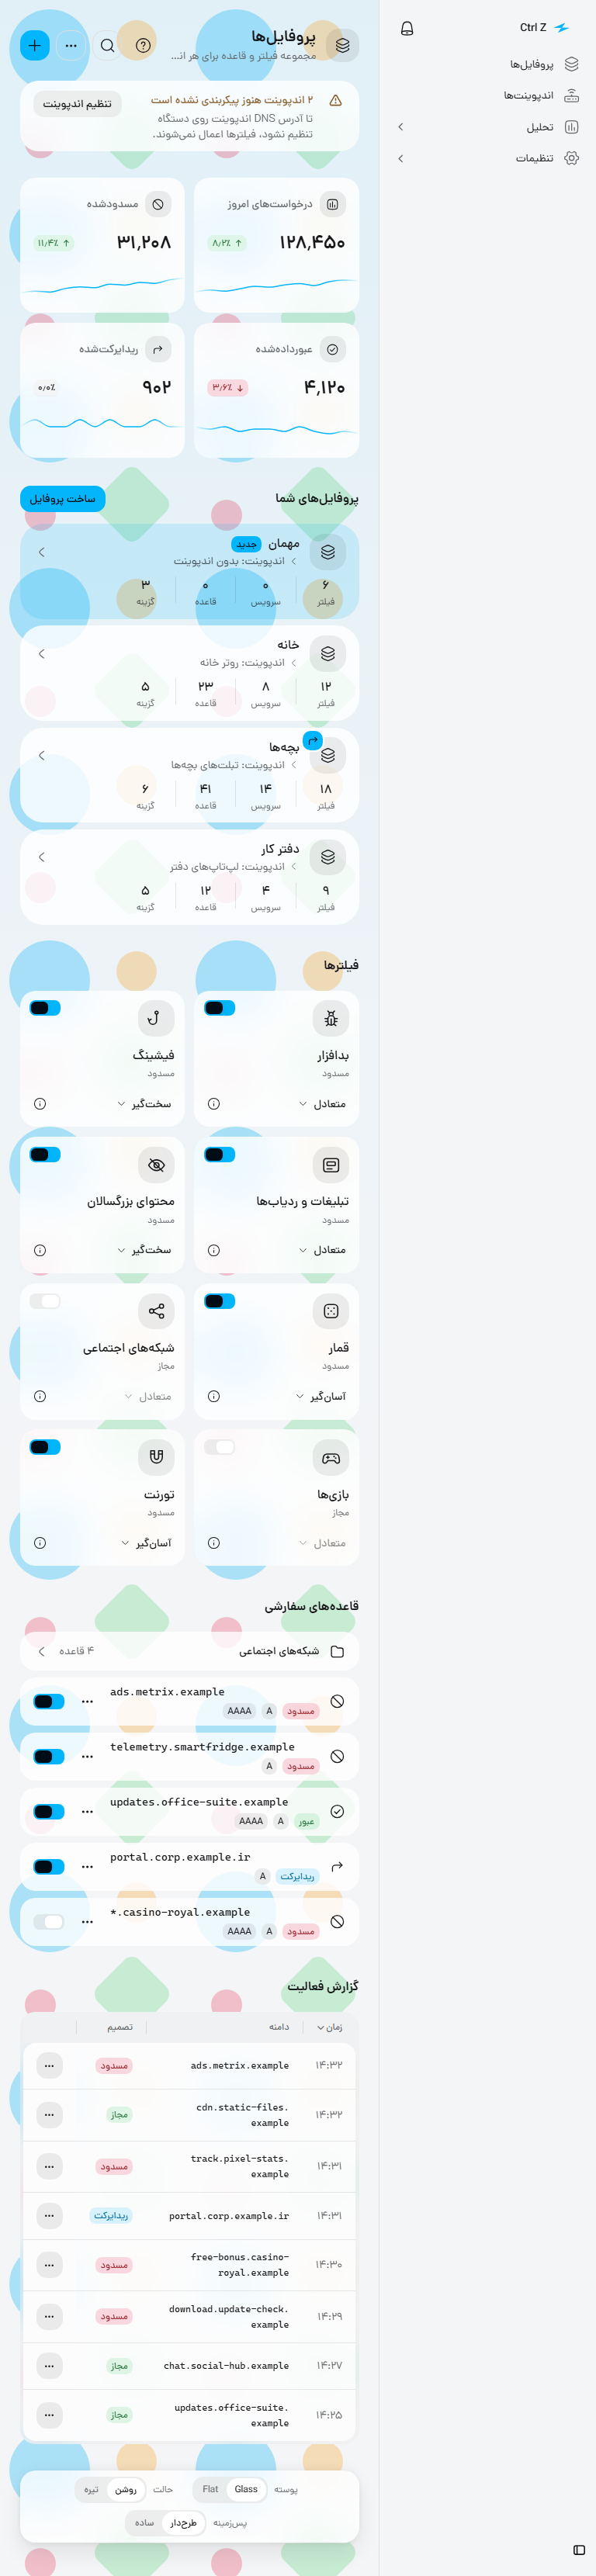 Ctrl Z
پروفایل‌ها
اندپوینت‌ها
تحلیل
تنظیمات
پروفایل‌ها
مجموعه فیلتر و قاعده برای هر انـ...
۲ اندپوینت هنوز پیکربندی نشده است
تا آدرس DNS اندپوینت روی دستگاه
تنظیم نشود، فیلترها اعمال نمی‌شوند.
تنظیم اندپوینت
درخواست‌های امروز
۱۲۸٬۴۵۰
۸٫۲٪
مسدودشده
۳۱٬۲۰۸
۱۱٫۴٪
عبورداده‌شده
۴٬۱۲۰
۳٫۶٪
ریدایرکت‌شده
۹۰۲
۰٫۰٪
پروفایل‌های شما
ساخت پروفایل
مهمان جدید
اندپوینت: بدون اندپوینت
۶ ۰ ۰ ۳
فیلتر سرویس قاعده گزینه
خانه
اندپوینت: روتر خانه
۱۲ ۸ ۲۳ ۵
فیلتر سرویس قاعده گزینه
بچه‌ها
اندپوینت: تبلت‌های بچه‌ها
۱۸ ۱۴ ۴۱ ۶
فیلتر سرویس قاعده گزینه
دفتر کار
اندپوینت: لپ‌تاپ‌های دفتر
۹ ۴ ۱۲ ۵
فیلتر سرویس قاعده گزینه
فیلترها
بدافزار
مسدود
متعادل
فیشینگ
مسدود
سخت‌گیر
تبلیغات و ردیاب‌ها
مسدود
متعادل
محتوای بزرگسالان
مسدود
سخت‌گیر
قمار
مسدود
آسان‌گیر
شبکه‌های اجتماعی
مجاز
متعادل
بازی‌ها
مجاز
متعادل
تورنت
مسدود
آسان‌گیر
قاعده‌های سفارشی
شبکه‌های اجتماعی
۴ قاعده
ads.metrix.example
مسدود A AAAA
telemetry.smartfridge.example
مسدود A
updates.office-suite.example
عبور A AAAA
portal.corp.example.ir
ریدایرکت A
*.casino-royal.example
مسدود A AAAA
گزارش فعالیت
زمان دامنه تصمیم
۱۴:۳۲ ads.metrix.example مسدود
۱۴:۳۲ cdn.static-files.
example مجاز
۱۴:۳۱ track.pixel-stats.
example مسدود
۱۴:۳۱ portal.corp.example.ir ریدایرکت
۱۴:۳۰ free-bonus.casino-
royal.example مسدود
۱۴:۲۹ download.update-check.
example مسدود
۱۴:۲۷ chat.social-hub.example مجاز
۱۴:۲۵ updates.office-suite.
example مجاز
پوسته Glass Flat
حالت روشن تیره
پس‌زمینه طرح‌دار ساده